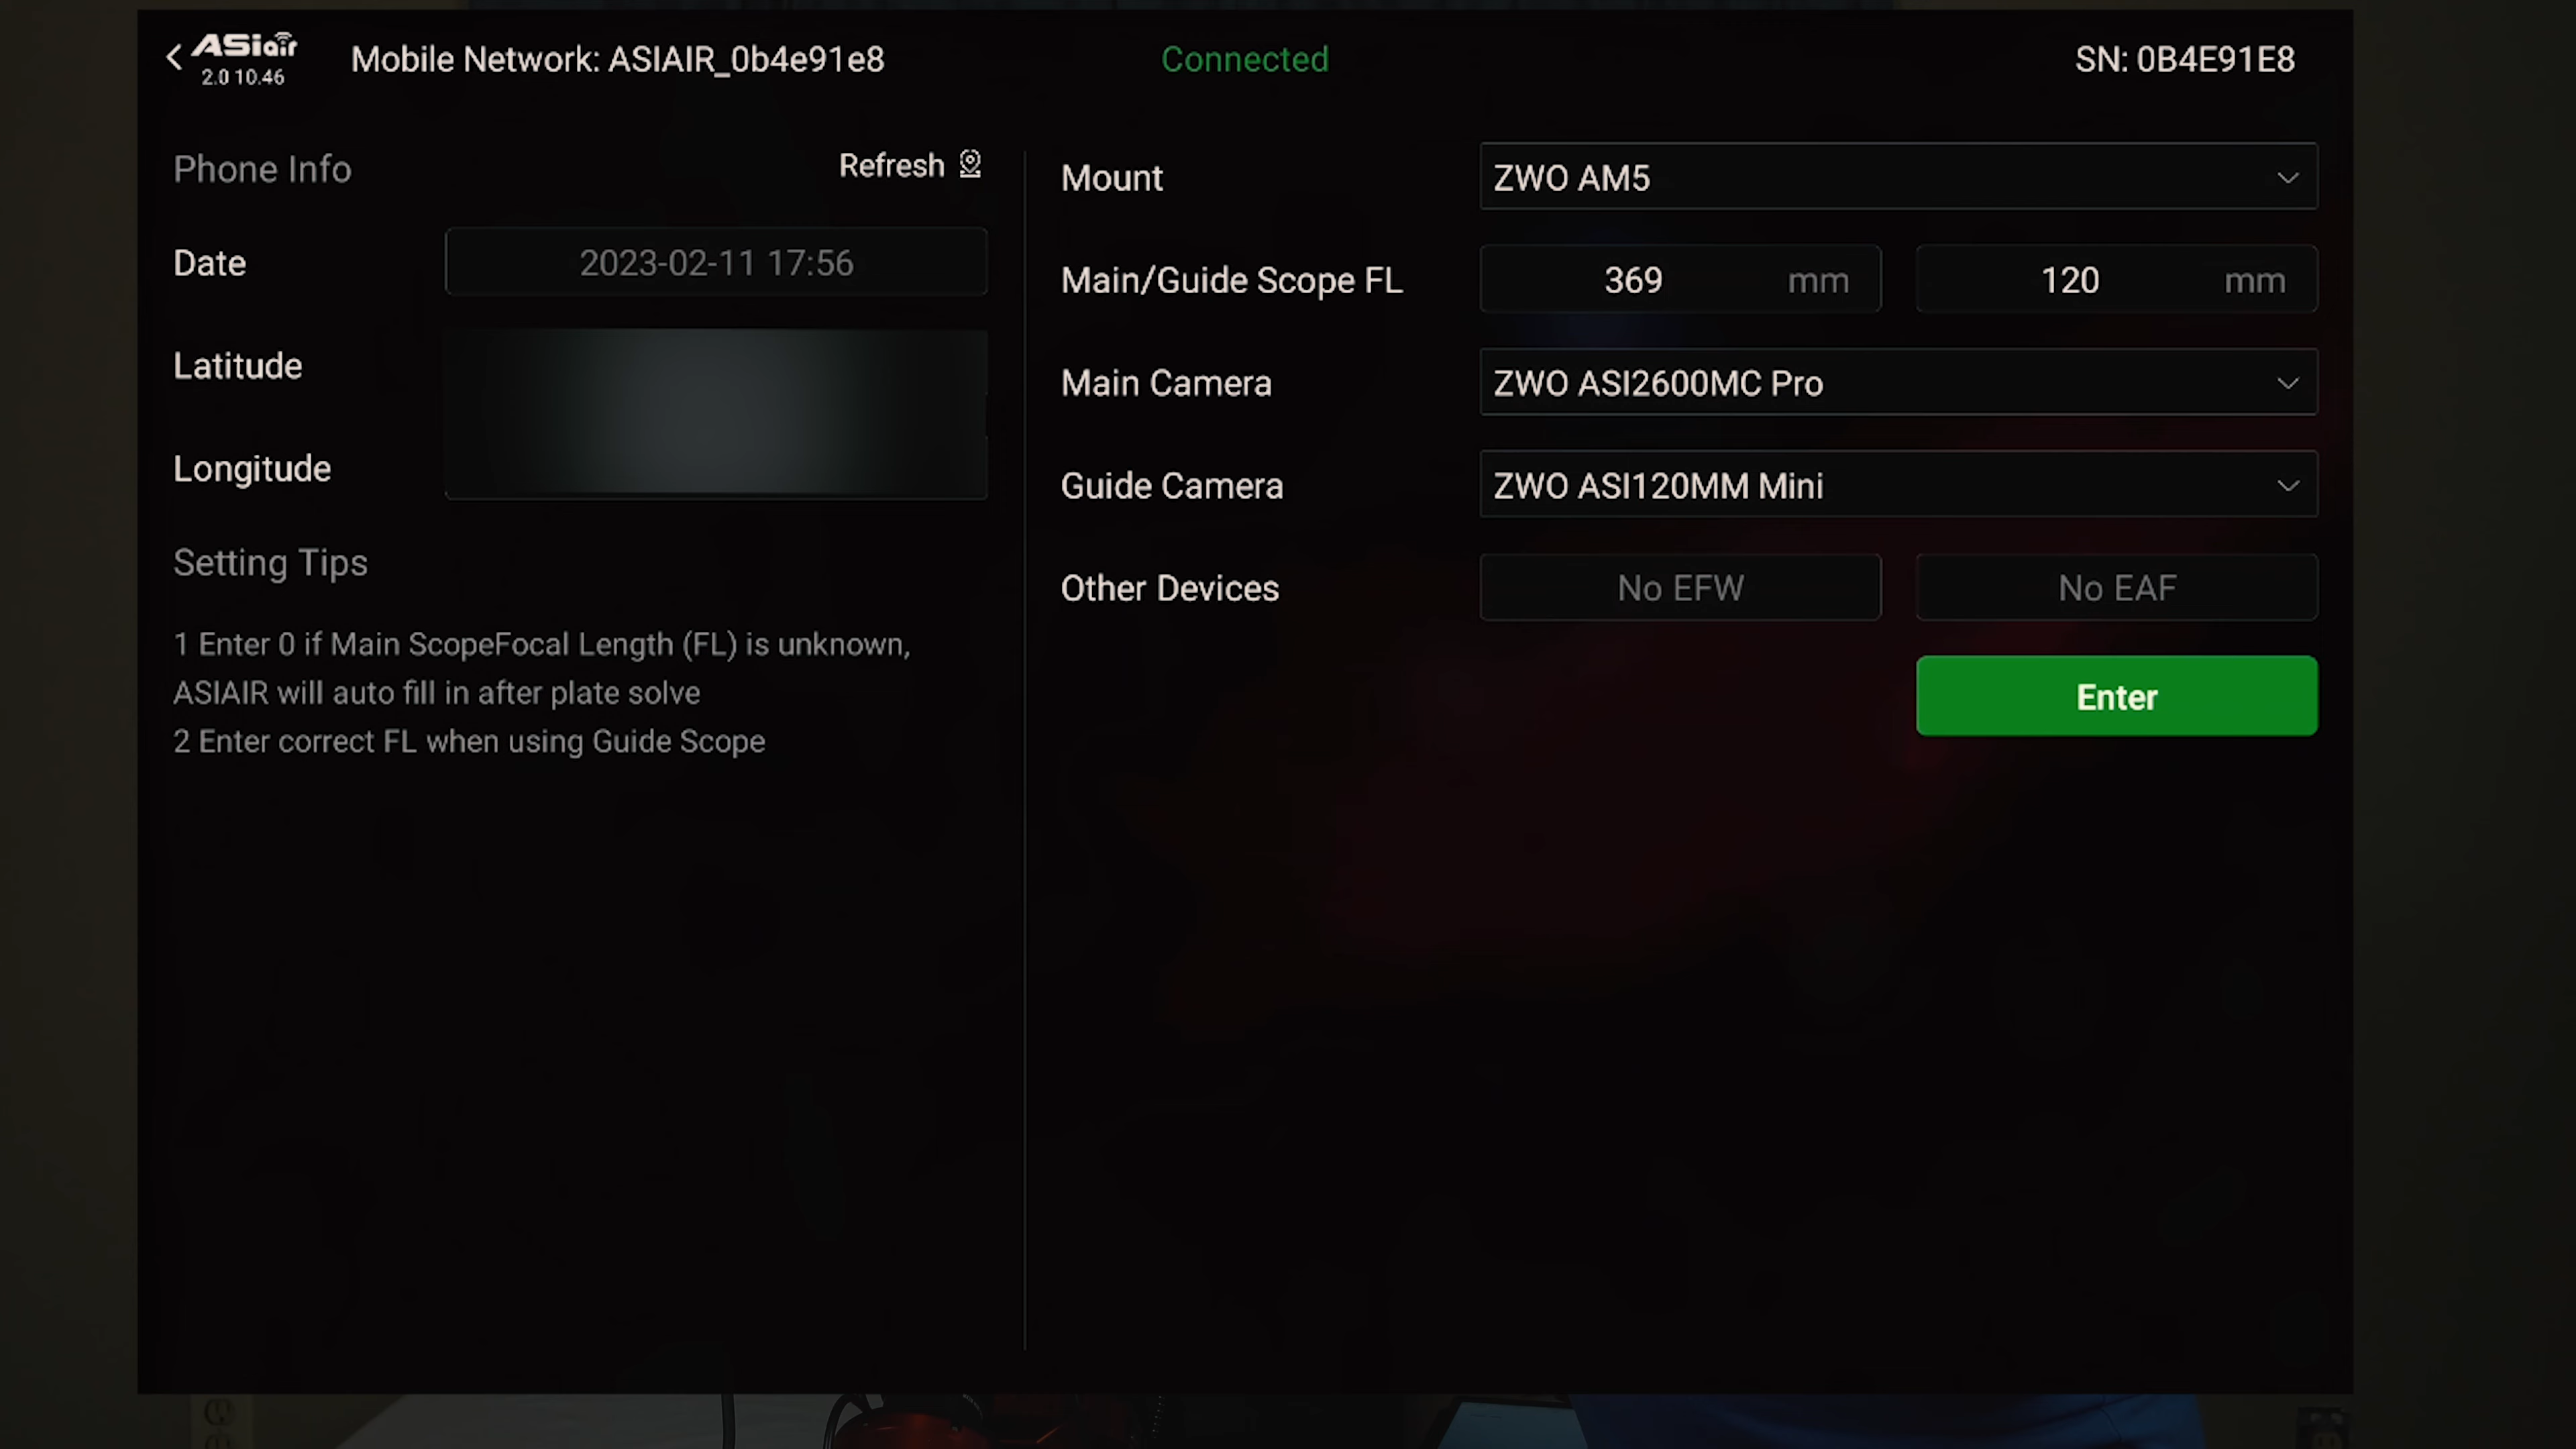 ASIair
2.0 10.46
Mobile Network: ASIAIR_0b4e91e8
Connected
SN: 0B4E91E8
Phone Info
Refresh
Date
2023-02-11 17:56
Latitude
Longitude
Setting Tips
1 Enter 0 if Main ScopeFocal Length (FL) is unknown,
ASIAIR will auto fill in after plate solve
2 Enter correct FL when using Guide Scope
Mount
ZWO AM5
Main/Guide Scope FL
369 mm
120 mm
Main Camera
ZWO ASI2600MC Pro
Guide Camera
ZWO ASI120MM Mini
Other Devices
No EFW
No EAF
Enter